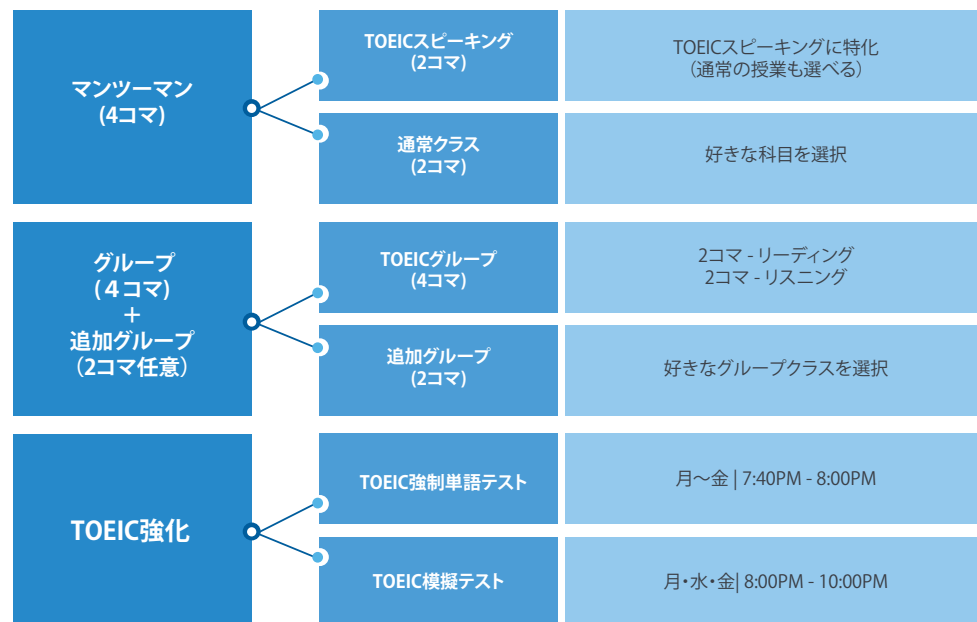 マンツーマン
(4コマ)
TOEICスピーキング
(2コマ)
TOEICスピーキングに特化
(通常の授業も選べる)
通常クラス
(2コマ)
好きな科目を選択
グループ
(４コマ)
＋
追加グループ
(2コマ任意)
TOEICグループ
(4コマ)
2コマ - リーディング
2コマ - リスニング
追加グループ
(2コマ)
好きなグループクラスを選択
TOEIC強化
TOEIC強制単語テスト
月〜金 | 7:40PM - 8:00PM
TOEIC模擬テスト
月・水・金| 8:00PM - 10:00PM